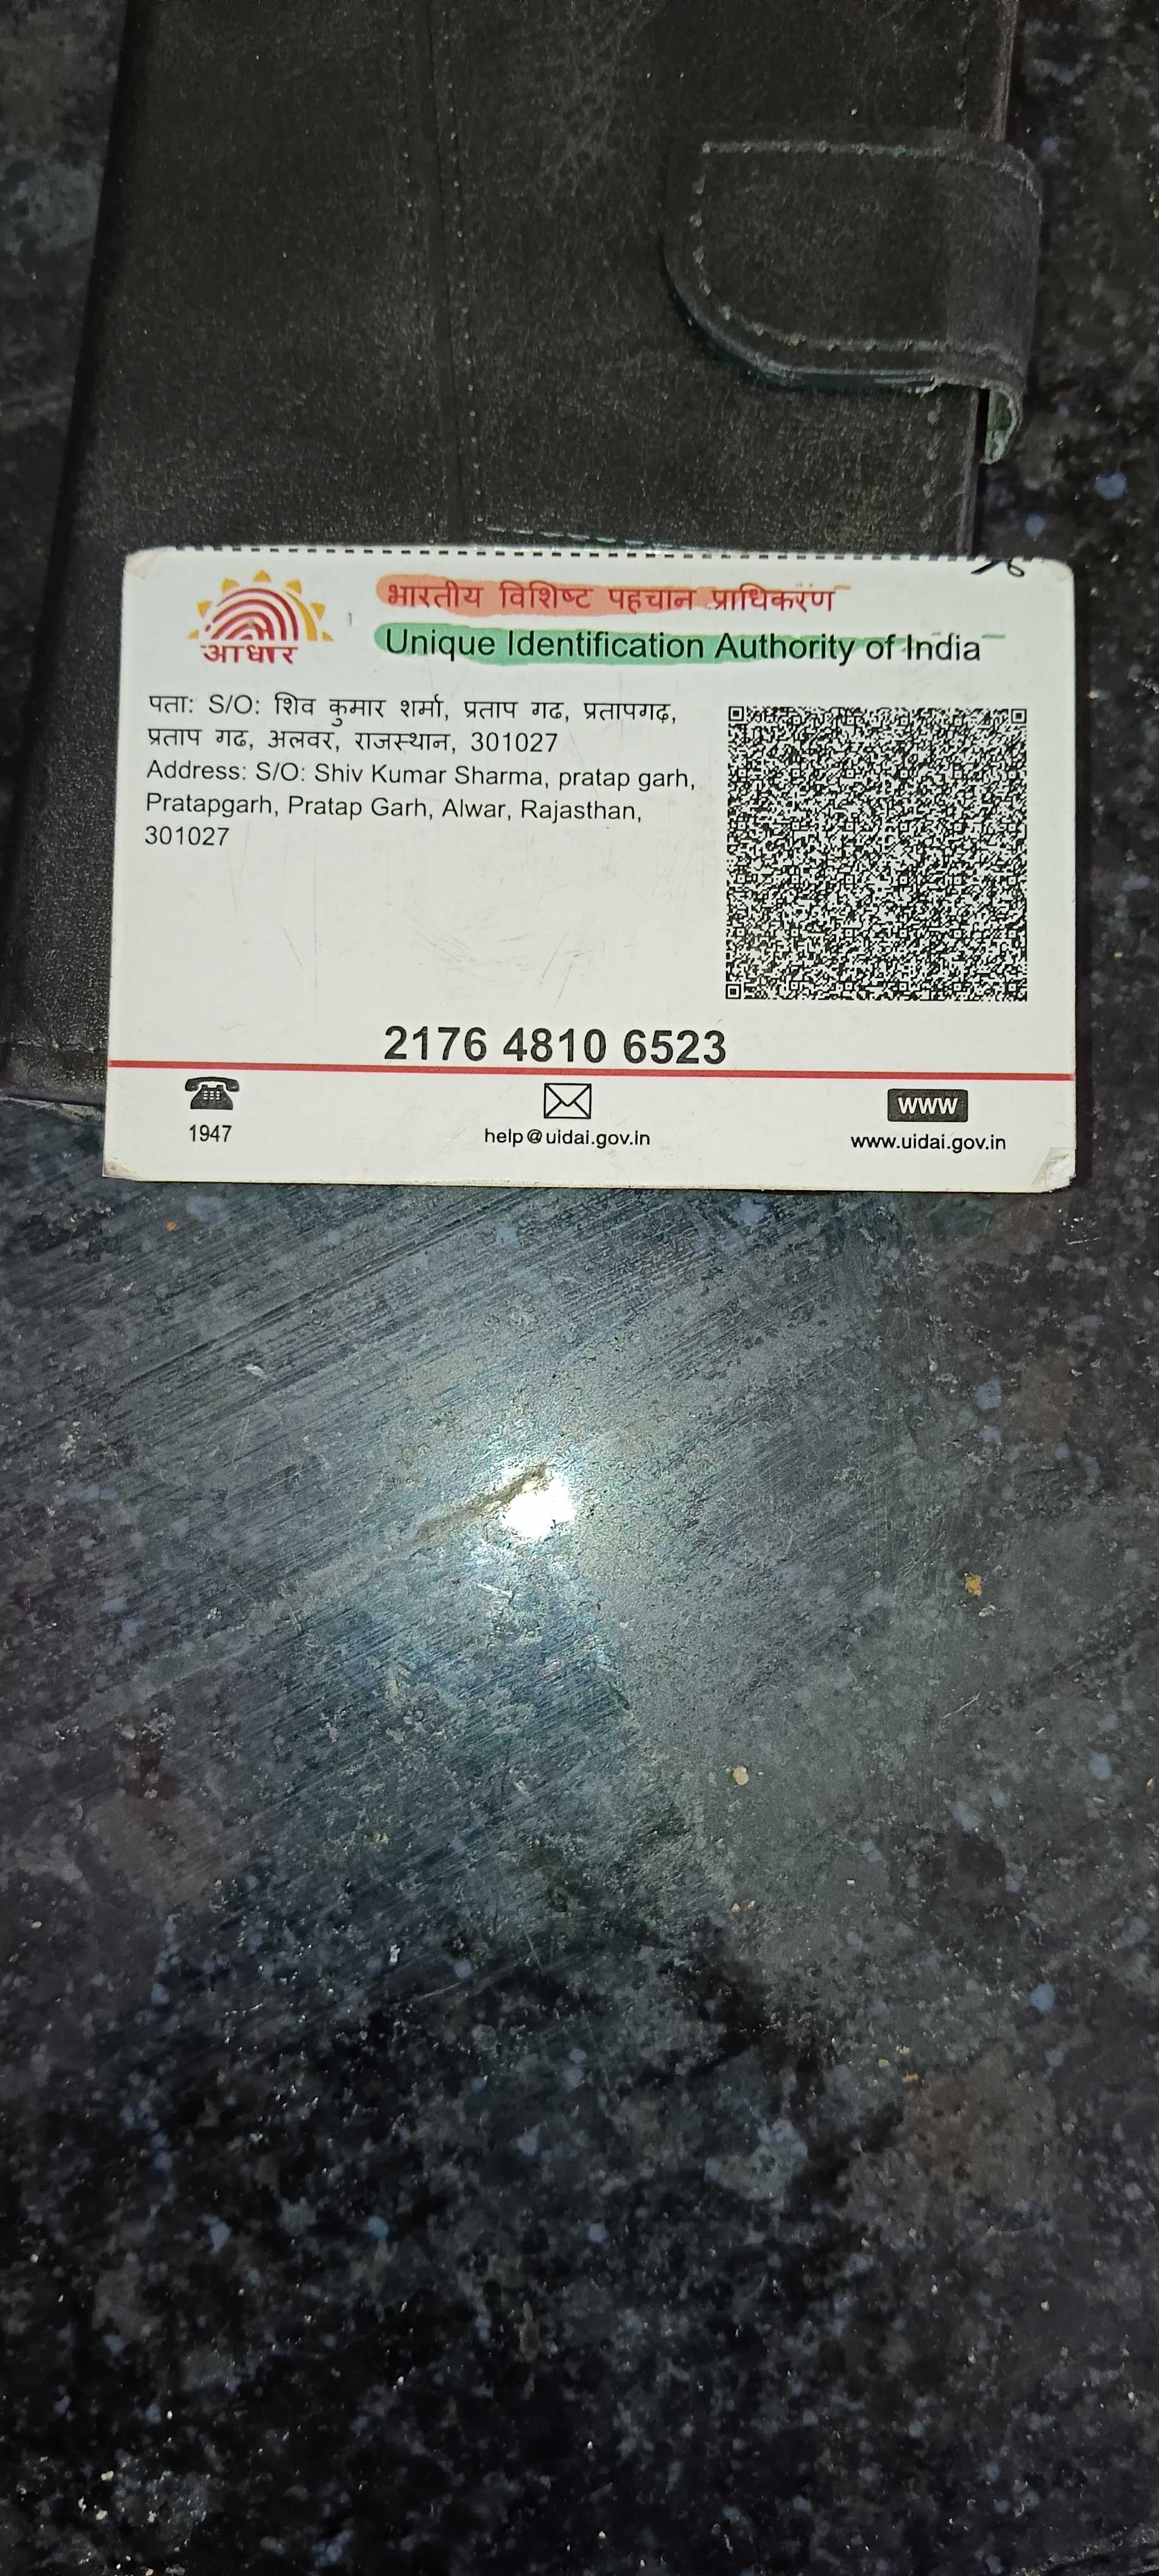 आधार
भारतीय विशिष्ट पहचान प्राधिकरण
Unique Identification Authority of India
पता: S/O: शिव कुमार शर्मा, प्रताप गढ, प्रतापगढ़,
प्रताप गढ, अलवर, राजस्थान, 301027
Address: S/O: Shiv Kumar Sharma, pratap garh,
Pratapgarh, Pratap Garh, Alwar, Rajasthan,
301027
2176 4810 6523
1947
help@uidai.gov.in
www
www.uidai.gov.in